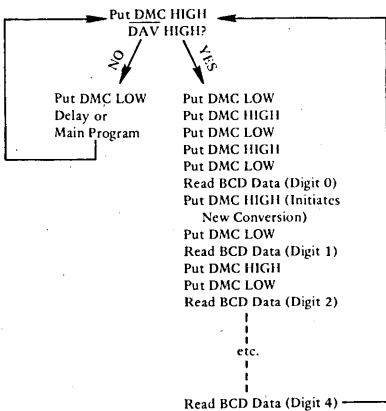 Put DMC HIGH
DAV HIGH?
NO
YES
Put DMC LOW
Delay or
Main Program
Put DMC LOW
Put DMC HIGH
Put DMC LOW
Put DMC HIGH
Put DMC LOW
Read BCD Data (Digit 0)
Put DMC HIGH (Initiates
New Conversion)
Put DMC LOW
Read BCD Data (Digit 1)
Put DMC HIGH
Put DMC LOW
Read BCD Data (Digit 2)
etc.
Read BCD Data (Digit 4)